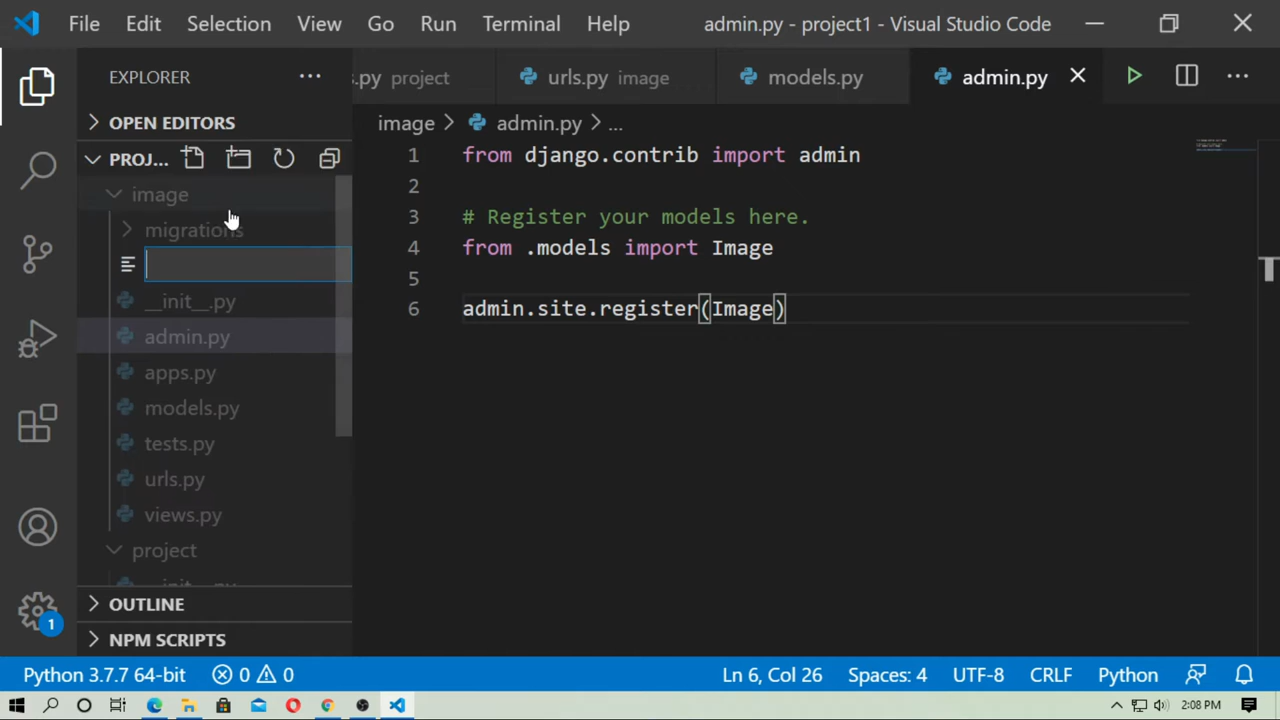 File Edit Selection View Go Run Terminal Help admin.py - project1 - Visual Studio Code
EXPLORER
s.py project urls.py image models.py admin.py
OPEN EDITORS
image > admin.py > ...
PROJ...
1 from django.contrib import admin
image
2
3 # Register your models here.
migrations
4 from .models import Image
5
__init__.py
6 admin.site.register(Image)
admin.py
apps.py
models.py
tests.py
urls.py
views.py
project
__init__.py
OUTLINE
1
NPM SCRIPTS
Python 3.7.7 64-bit 0 0 Ln 6, Col 26 Spaces: 4 UTF-8 CRLF Python
2:08 PM